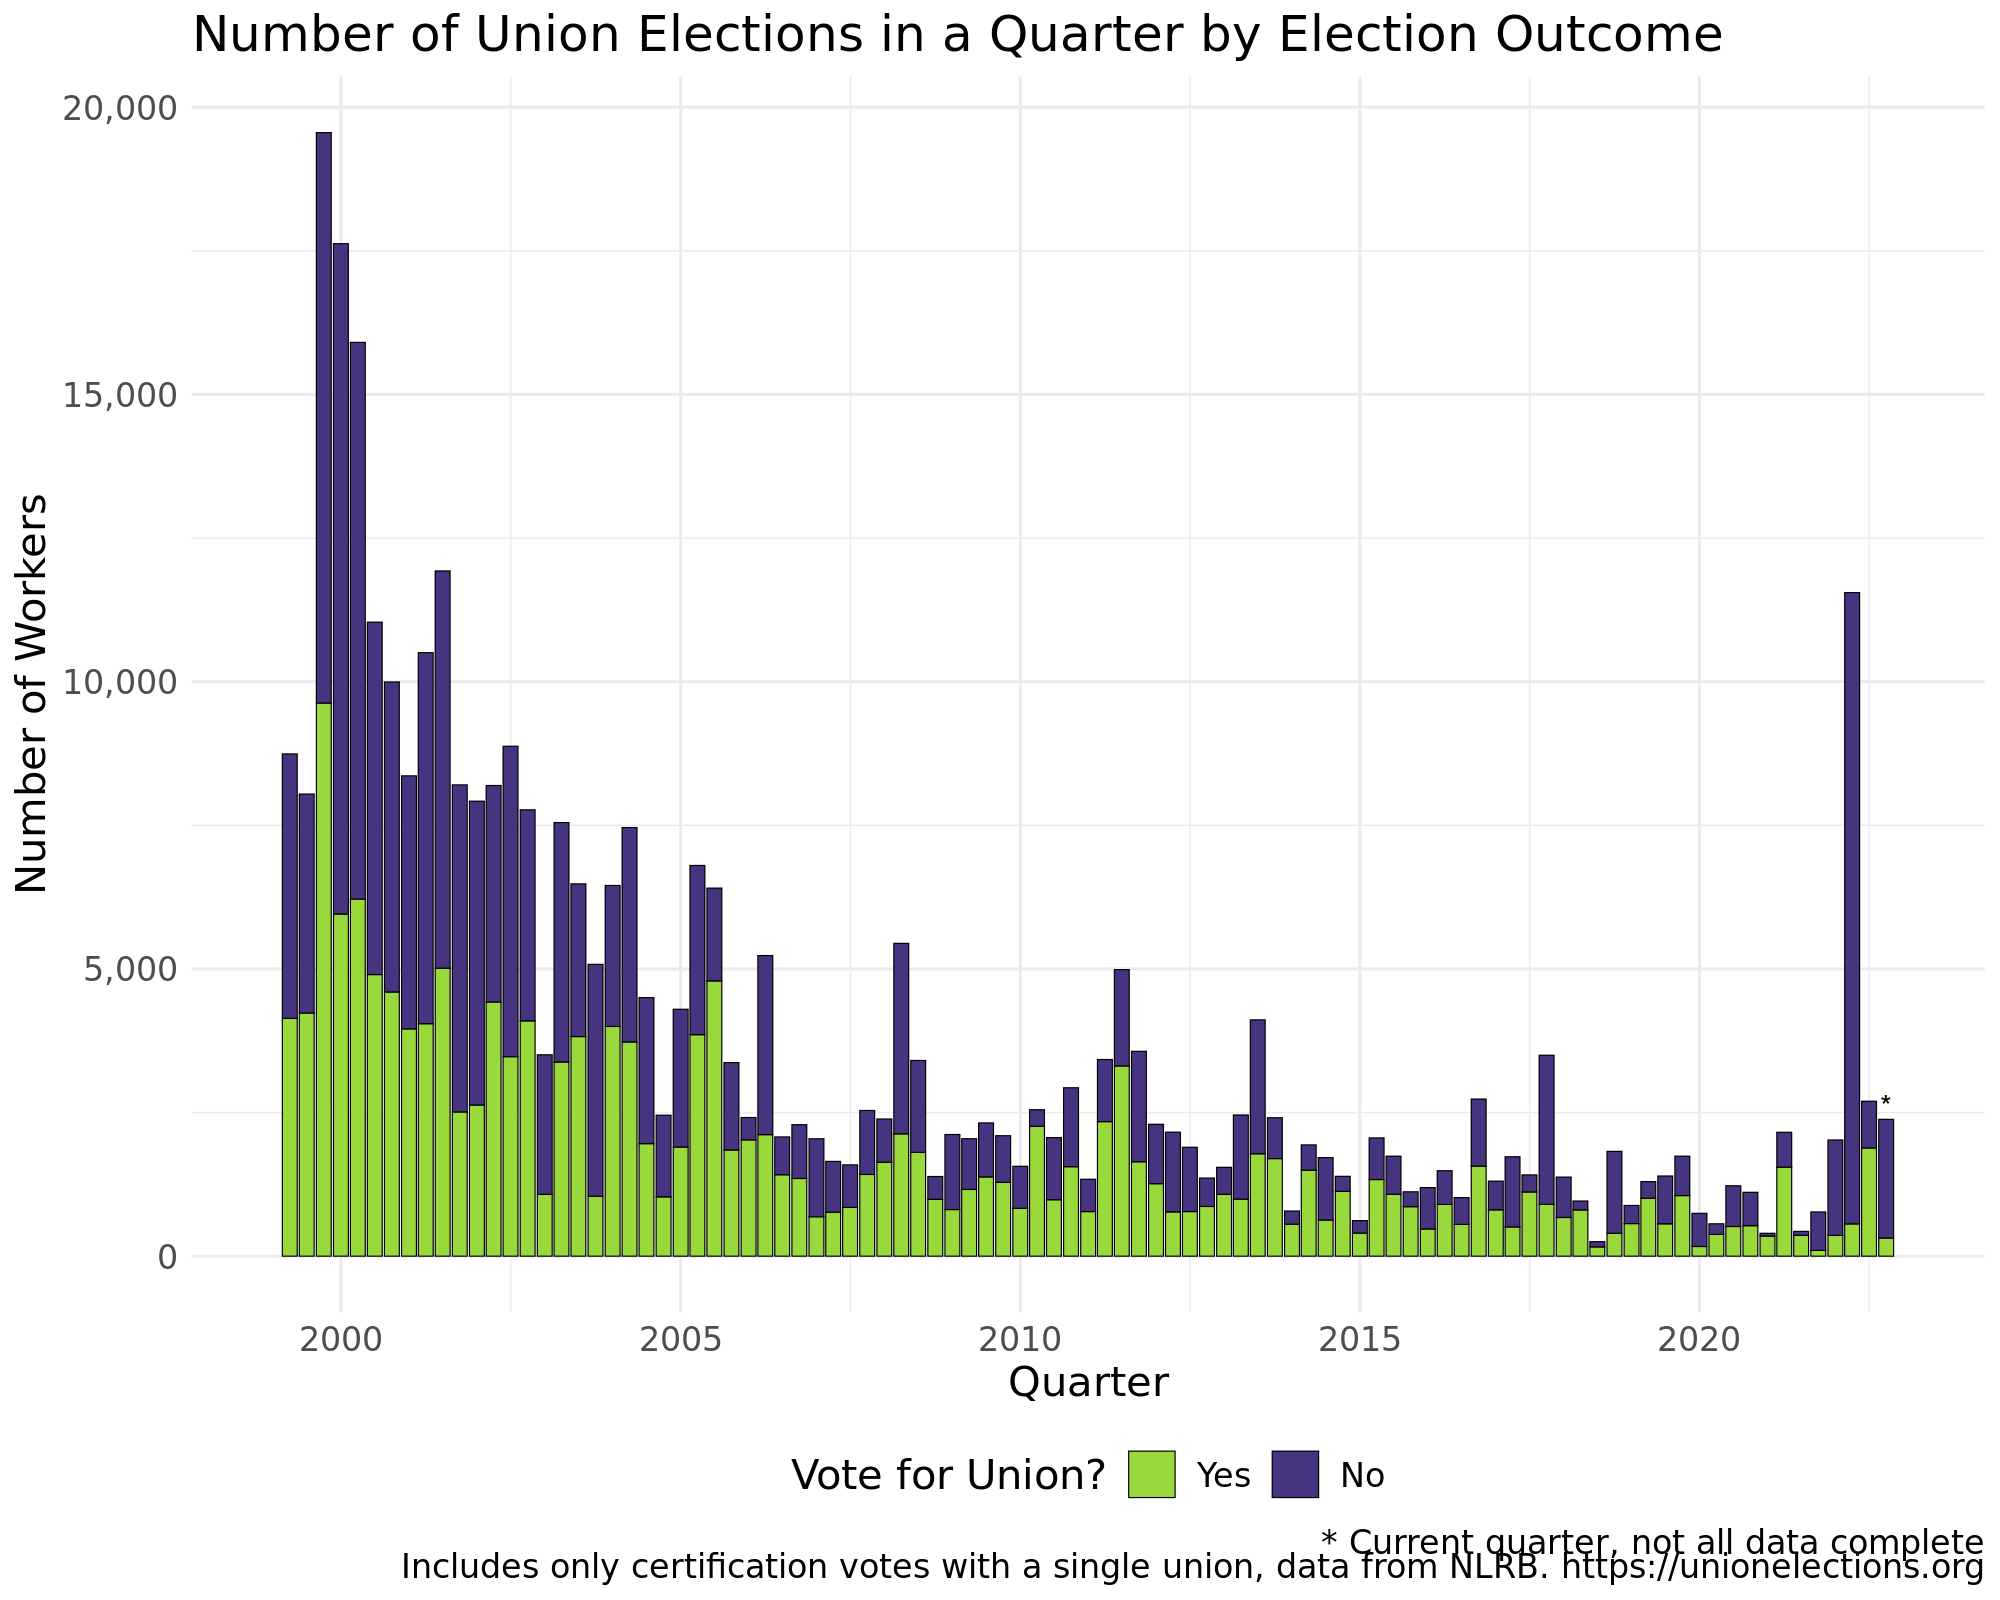 Number of Union Elections in a Quarter by Election Outcome
20,000
15,000
10,000
5,000
0
Number of Workers
*
2000 2005 2010 2015 2020
Quarter
Vote for Union? Yes No
* Current quarter, not all data complete
Includes only certification votes with a single union, data from NLRB. https://unionelections.org